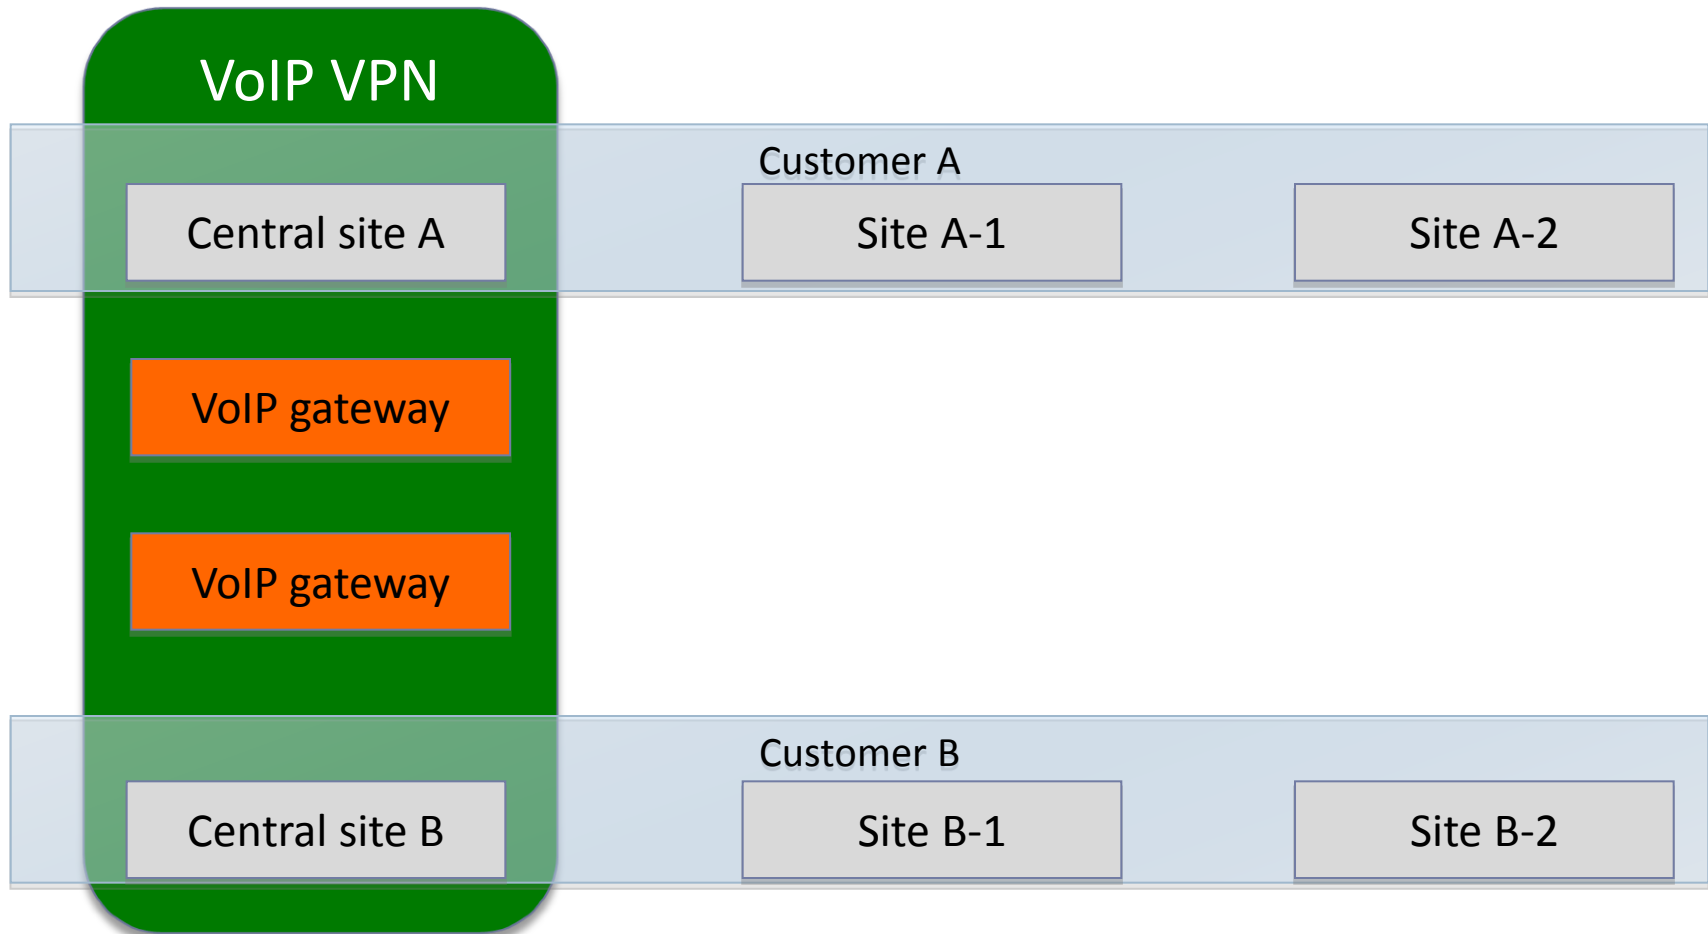 VoIP VPN
Customer A
Central site A
Site A-1
Site A-2
VoIP gateway
VoIP gateway
Customer B
Central site B
Site B-1
Site B-2